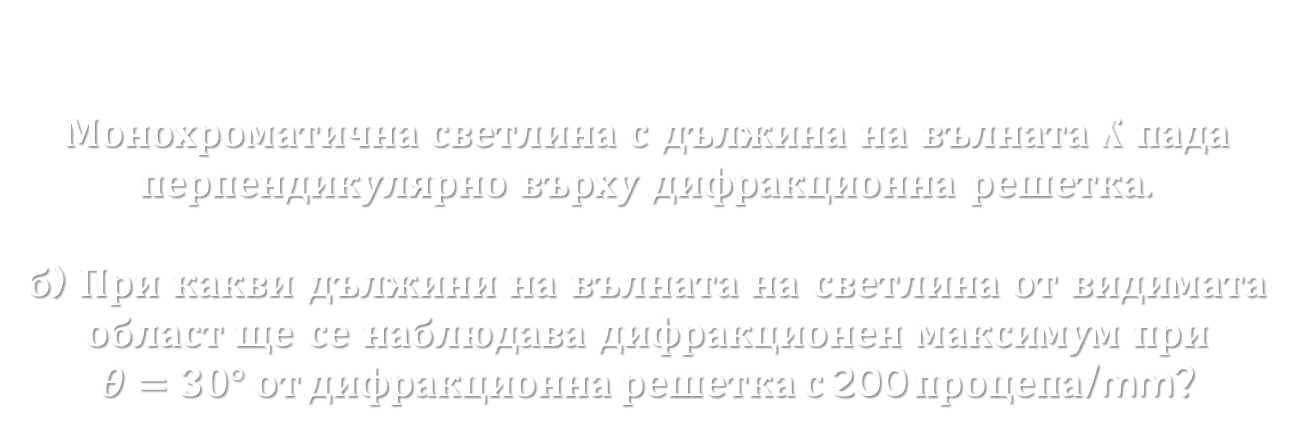 Монохроматична светлина с дължина на вълната λ пада
перпендикулярно върху дифракционна решетка.
б) При какви дължини на вълната на светлина от видимата
област ще се наблюдава дифракционен максимум при
θ = 30° от дифракционна решетка с 200 процепа/mm?